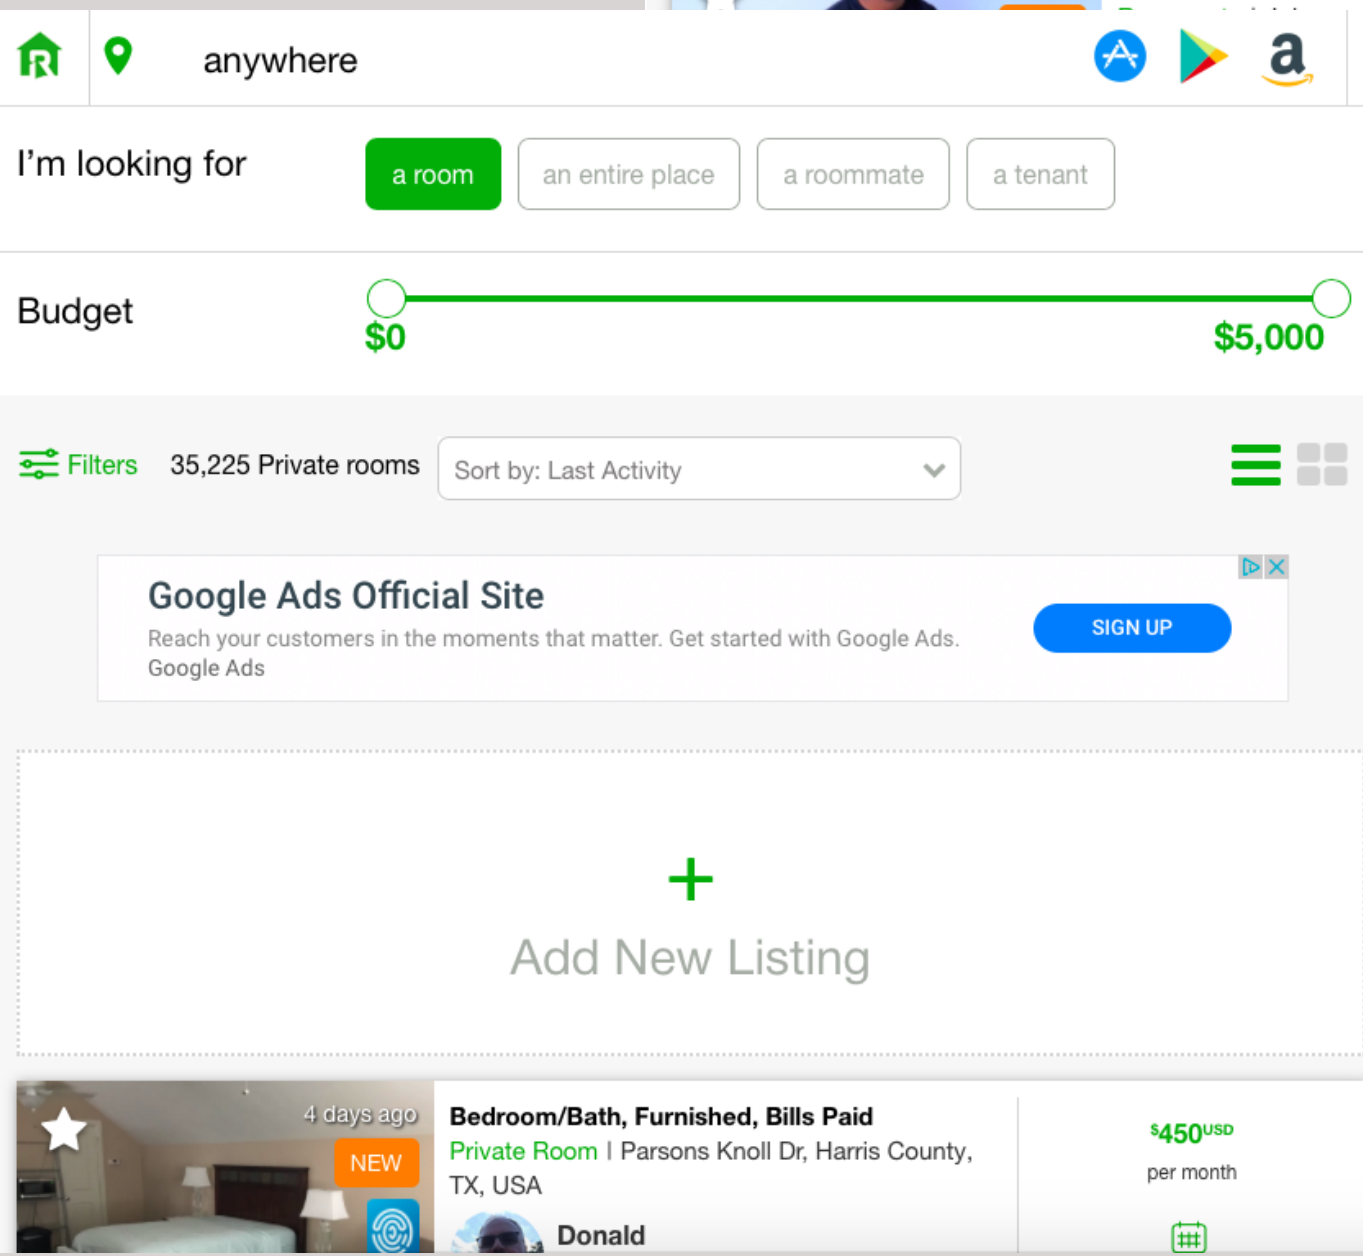 anywhere
I'm looking for
a room
an entire place
a roommate
a tenant
Budget
$0
$5,000
Filters
35,225 Private rooms
Sort by: Last Activity
Google Ads Official Site
Reach your customers in the moments that matter. Get started with Google Ads.
Google Ads
SIGN UP
+
Add New Listing
4 days ago
NEW
Bedroom/Bath, Furnished, Bills Paid
Private Room | Parsons Knoll Dr, Harris County,
TX, USA
Donald
$450USD
per month